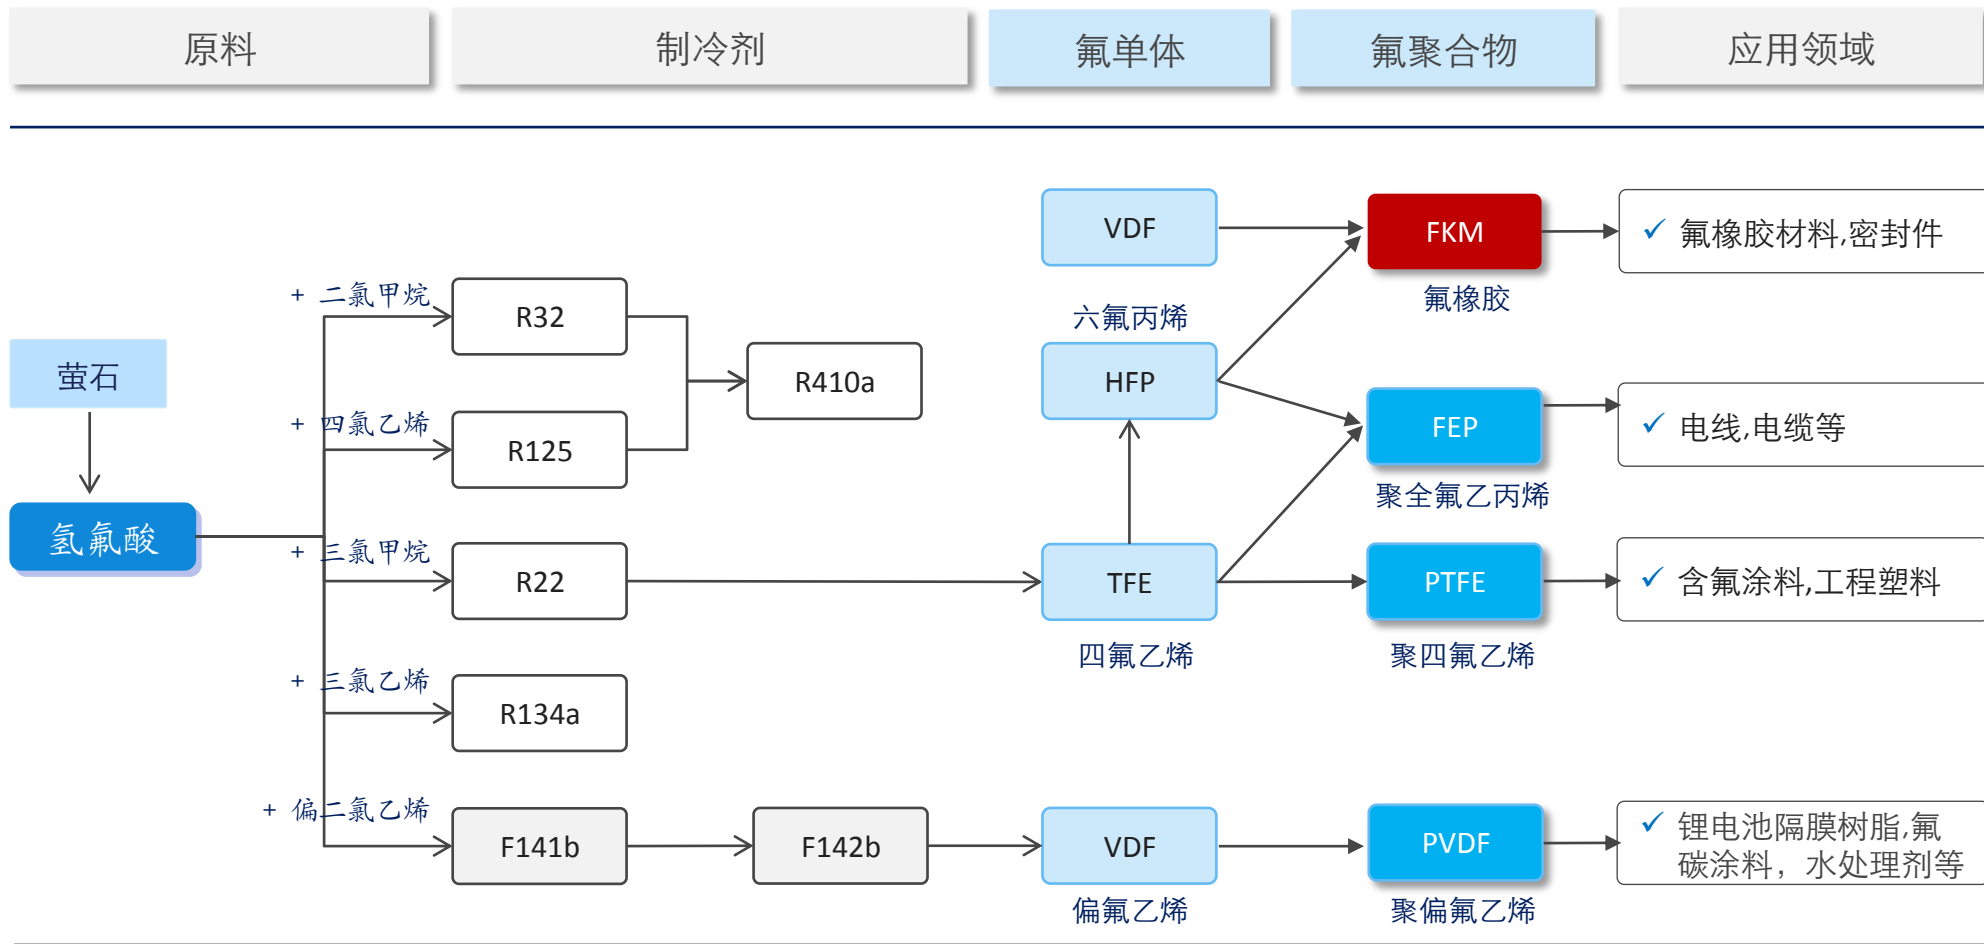 原料
制冷剂
氟单体
氟聚合物
应用领域
VDF
FKM
✓ 氟橡胶材料,密封件
+ 二氯甲烷
R32
六氟丙烯
氟橡胶
萤石
R410a
HFP
+ 四氯乙烯
R125
FEP
✓ 电线,电缆等
聚全氟乙丙烯
氢氟酸
+ 三氯甲烷
R22
TFE
PTFE
✓ 含氟涂料,工程塑料
四氟乙烯
聚四氟乙烯
+ 三氯乙烯
R134a
+ 偏二氯乙烯
F141b
F142b
VDF
PVDF
✓ 锂电池隔膜树脂,氟
碳涂料，水处理剂等
偏氟乙烯
聚偏氟乙烯